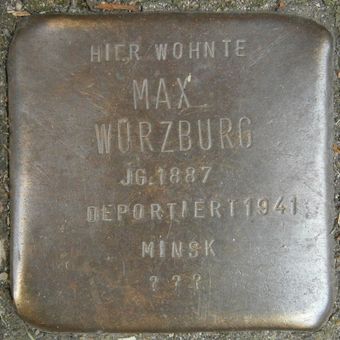 HIER WOHNTE
MAX
WÜRZBURG
JG. 1887
DEPORTIERT 1941
MINSK
? ? ?